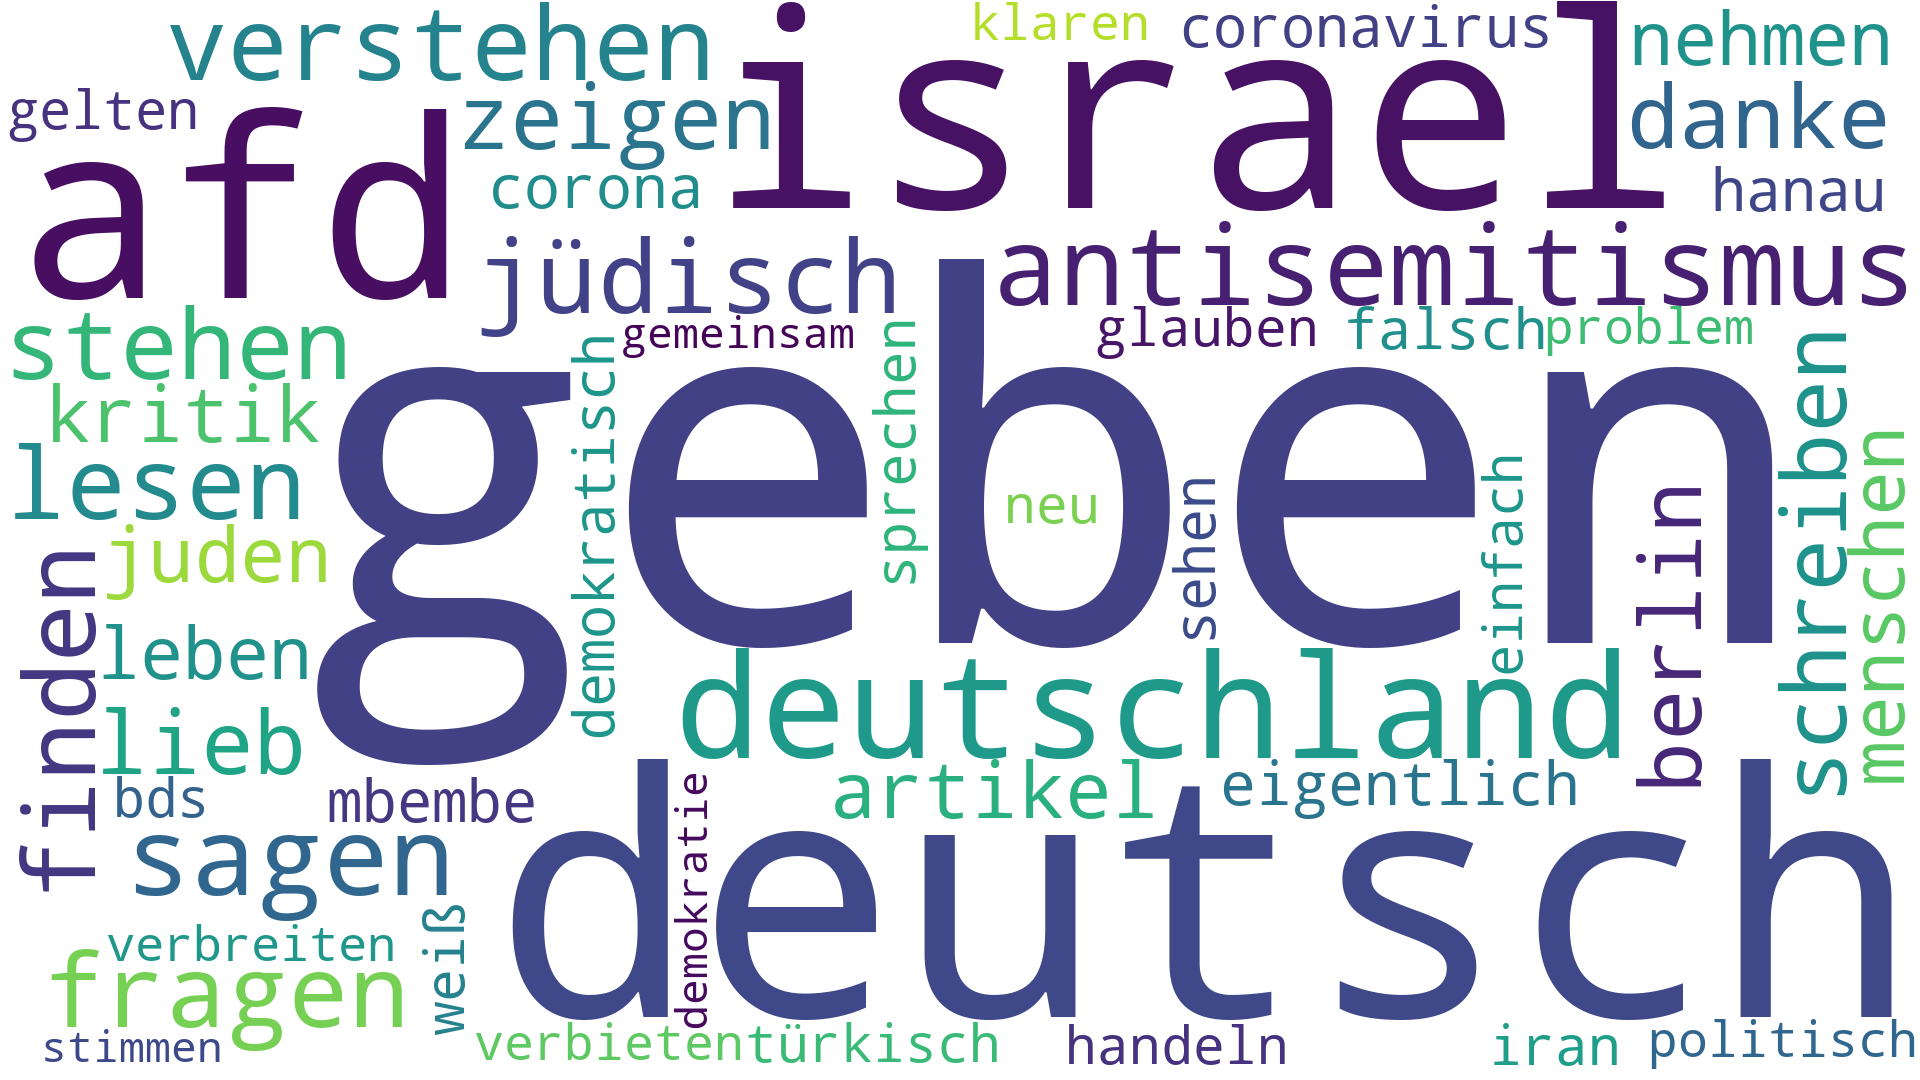 verstehen
klaren
coronavirus
nehmen
israel
gelten
zeigen
danke
afd
corona
hanau
jüdisch
antisemitismus
stehen
gemeinsam
glauben
falsch
problem
kritik
geben
demokratisch
sprechen
schreiben
lesen
neu
sehen
einfach
menschen
juden
berlin
finden
leben
deutschland
lieb
bds
mbembe
artikel
eigentlich
deutsch
sagen
demokratie
verbreiten
weiß
fragen
stimmen
verbieten
türkisch
handeln
iran
politisch